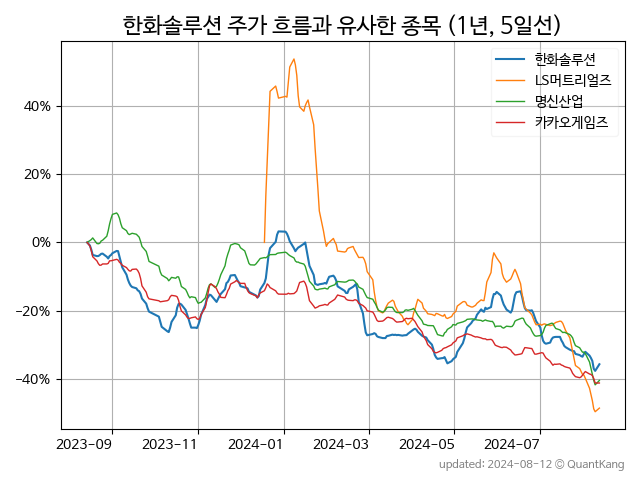 한화솔루션 주가 흐름과 유사한 종목 (1년, 5일선)
한화솔루션
LS머트리얼즈
명신산업
카카오게임즈
40%
20%
0%
−20%
−40%
2023-09
2023-11
2024-01
2024-03
2024-05
2024-07
updated: 2024-08-12 © QuantKang